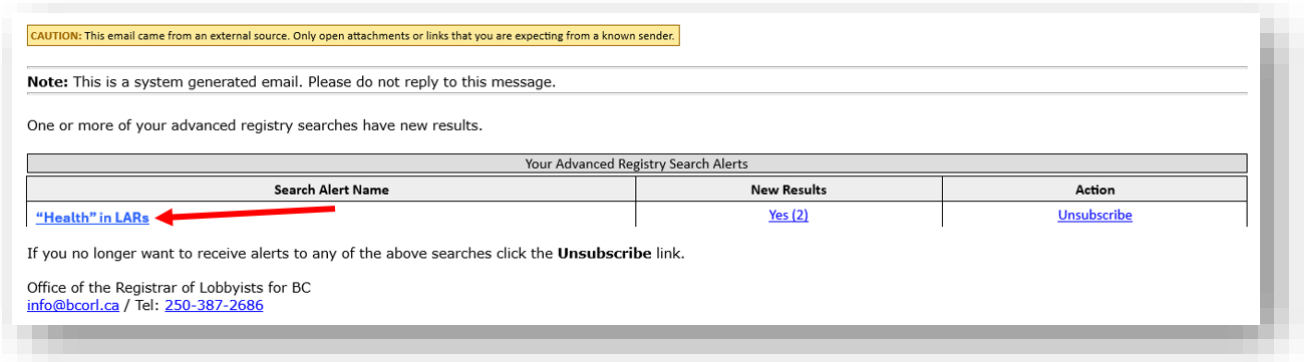 CAUTION: This email came from an external source. Only open attachments or links that you are expecting from a known sender.
Note: This is a system generated email. Please do not reply to this message.
One or more of your advanced registry searches have new results.
Your Advanced Registry Search Alerts
Search Alert Name New Results Action
“Health” in LARs Yes (2) Unsubscribe
If you no longer want to receive alerts to any of the above searches click the Unsubscribe link.
Office of the Registrar of Lobbyists for BC
info@bcorl.ca / Tel: 250-387-2686